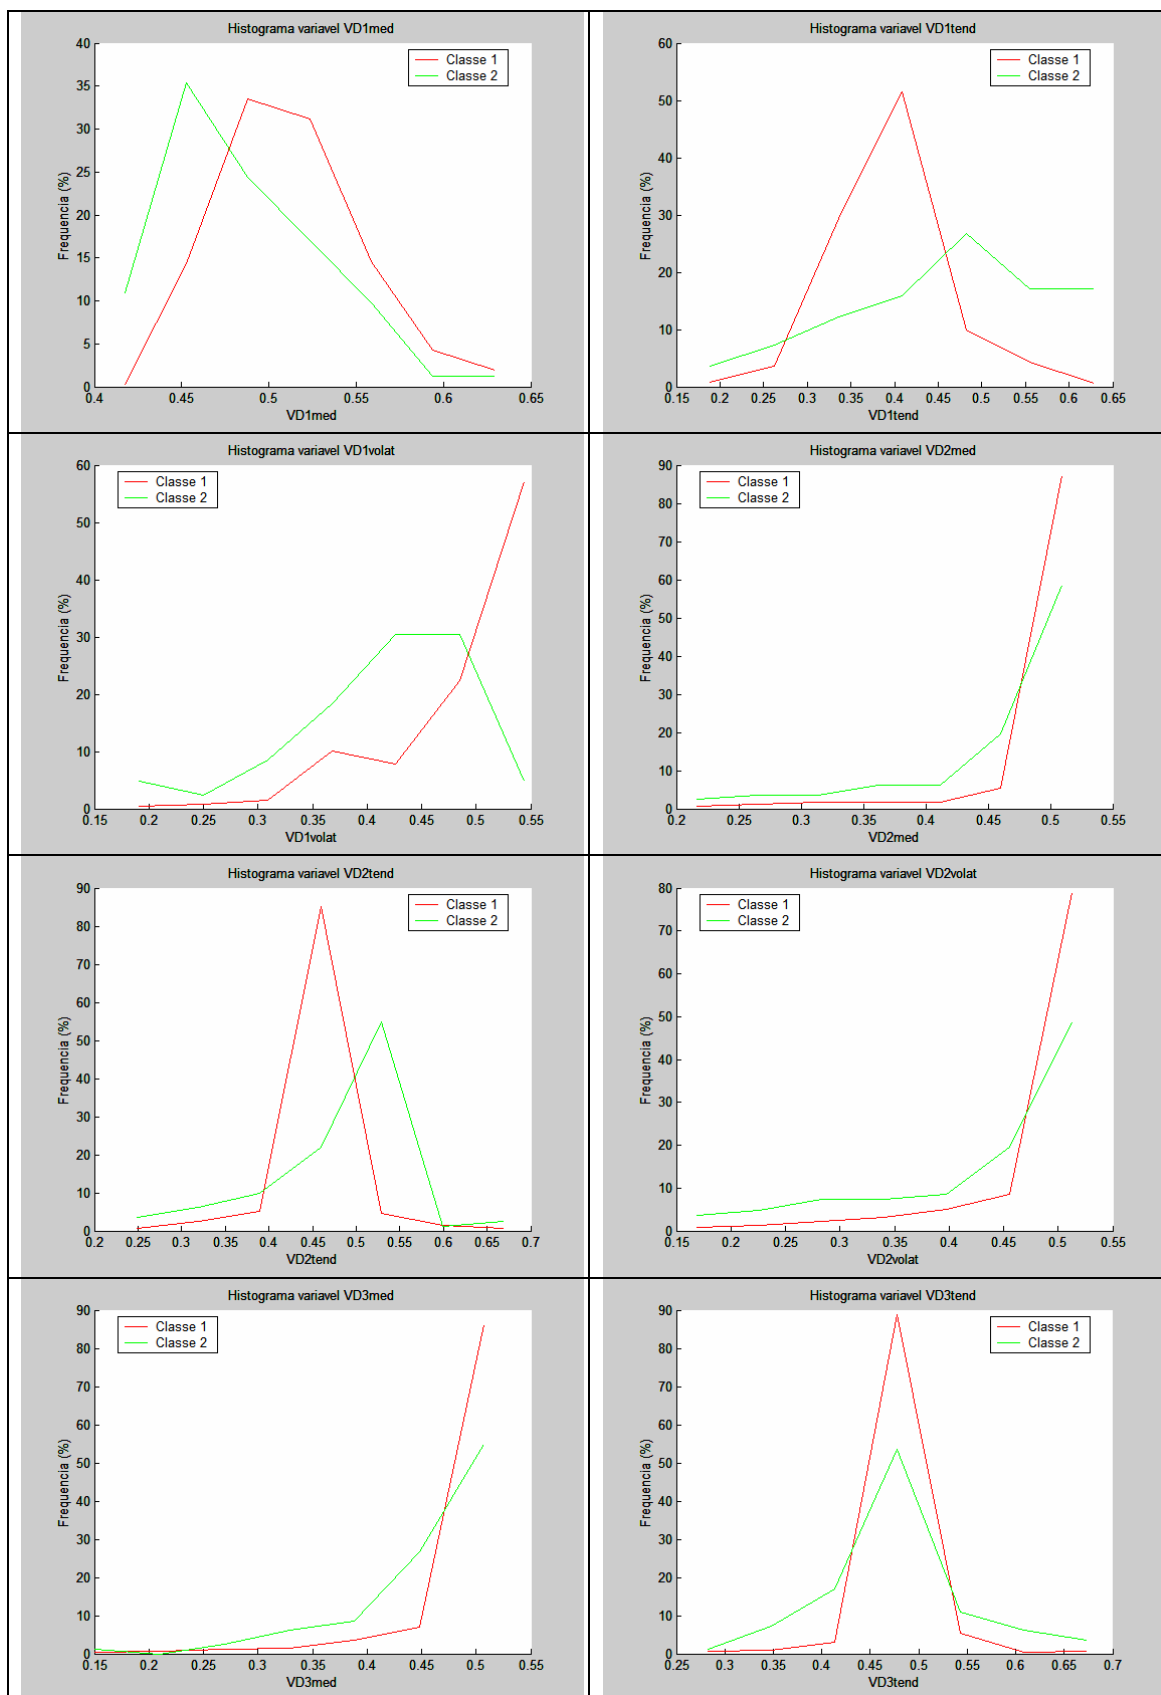 Histograma variavel VD1med
40
35
30
25
20
15
10
5
0
Frequencia (%)
Classe 1
Classe 2
0.4 0.45 0.5 0.55 0.6 0.65
VD1med
Histograma variavel VD1tend
60
50
40
30
20
10
0
Frequencia (%)
Classe 1
Classe 2
0.15 0.2 0.25 0.3 0.35 0.4 0.45 0.5 0.55 0.6 0.65
VD1tend
Histograma variavel VD1volat
60
50
40
30
20
10
0
Frequencia (%)
Classe 1
Classe 2
0.15 0.2 0.25 0.3 0.35 0.4 0.45 0.5 0.55
VD1volat
Histograma variavel VD2med
90
80
70
60
50
40
30
20
10
0
Frequencia (%)
Classe 1
Classe 2
0.2 0.25 0.3 0.35 0.4 0.45 0.5 0.55
VD2med
Histograma variavel VD2tend
90
80
70
60
50
40
30
20
10
0
Frequencia (%)
Classe 1
Classe 2
0.2 0.25 0.3 0.35 0.4 0.45 0.5 0.55 0.6 0.65 0.7
VD2tend
Histograma variavel VD2volat
80
70
60
50
40
30
20
10
0
Frequencia (%)
Classe 1
Classe 2
0.15 0.2 0.25 0.3 0.35 0.4 0.45 0.5 0.55
VD2volat
Histograma variavel VD3med
90
80
70
60
50
40
30
20
10
0
Frequencia (%)
Classe 1
Classe 2
0.15 0.2 0.25 0.3 0.35 0.4 0.45 0.5 0.55
VD3med
Histograma variavel VD3tend
90
80
70
60
50
40
30
20
10
0
Frequencia (%)
Classe 1
Classe 2
0.25 0.3 0.35 0.4 0.45 0.5 0.55 0.6 0.65 0.7
VD3tend